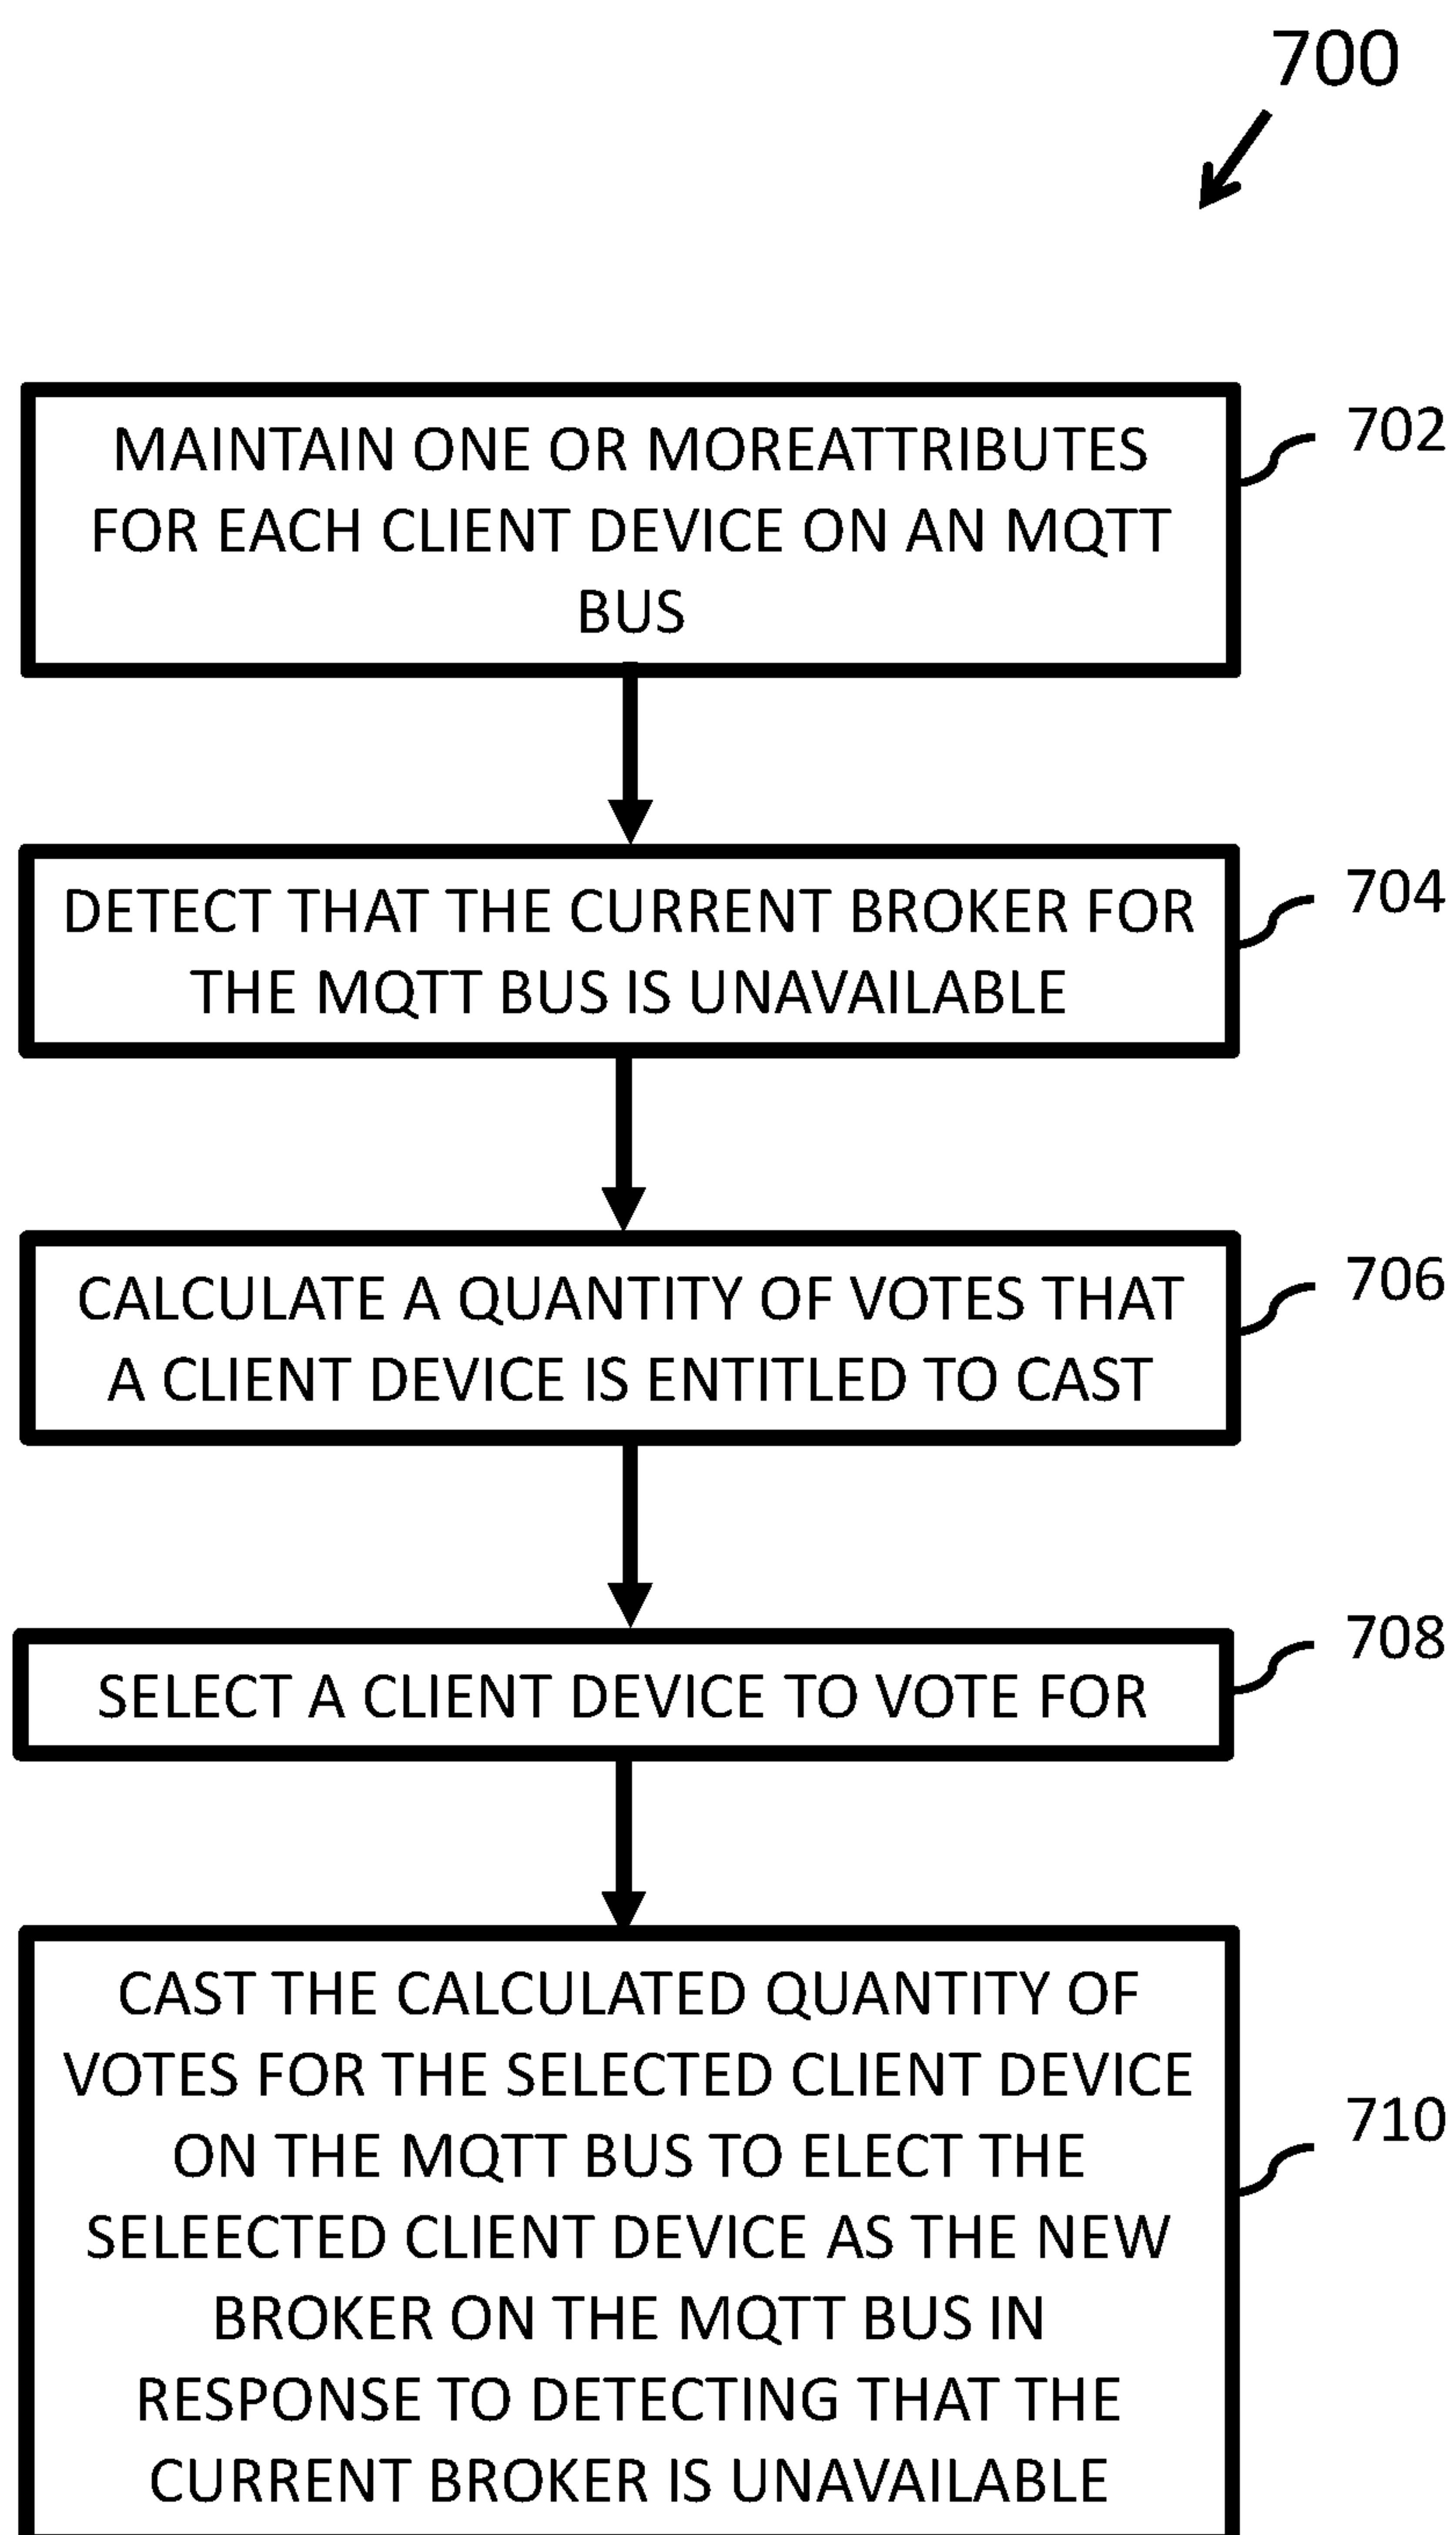 700
MAINTAIN ONE OR MOREATTRIBUTES
FOR EACH CLIENT DEVICE ON AN MQTT
BUS
702
DETECT THAT THE CURRENT BROKER FOR
THE MQTT BUS IS UNAVAILABLE
704
CALCULATE A QUANTITY OF VOTES THAT
A CLIENT DEVICE IS ENTITLED TO CAST
706
SELECT A CLIENT DEVICE TO VOTE FOR
708
CAST THE CALCULATED QUANTITY OF
VOTES FOR THE SELECTED CLIENT DEVICE
ON THE MQTT BUS TO ELECT THE
SELEECTED CLIENT DEVICE AS THE NEW
BROKER ON THE MQTT BUS IN
RESPONSE TO DETECTING THAT THE
CURRENT BROKER IS UNAVAILABLE
710